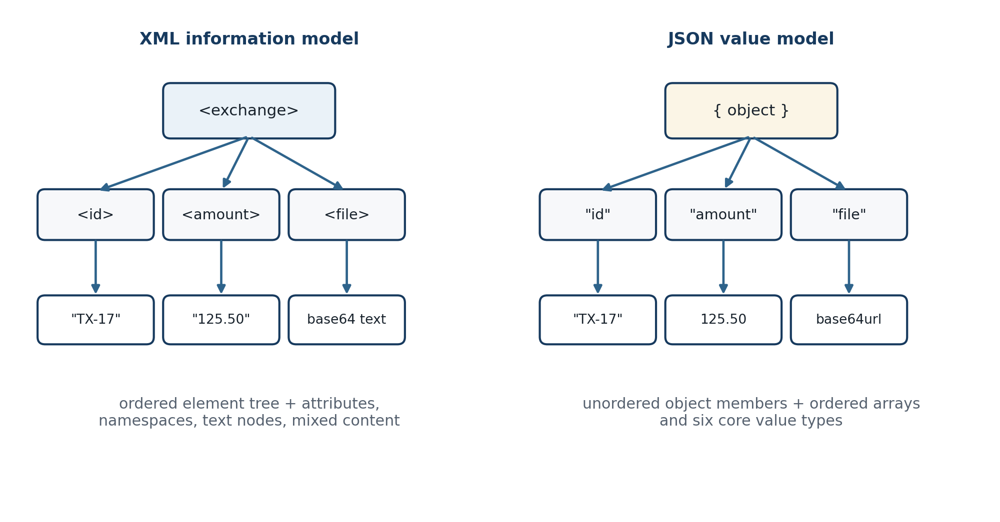 XML information model
<exchange>
<id>
<amount>
<file>
"TX-17"
"125.50"
base64 text
ordered element tree + attributes,
namespaces, text nodes, mixed content
JSON value model
{ object }
"id"
"amount"
"file"
"TX-17"
125.50
base64url
unordered object members + ordered arrays
and six core value types